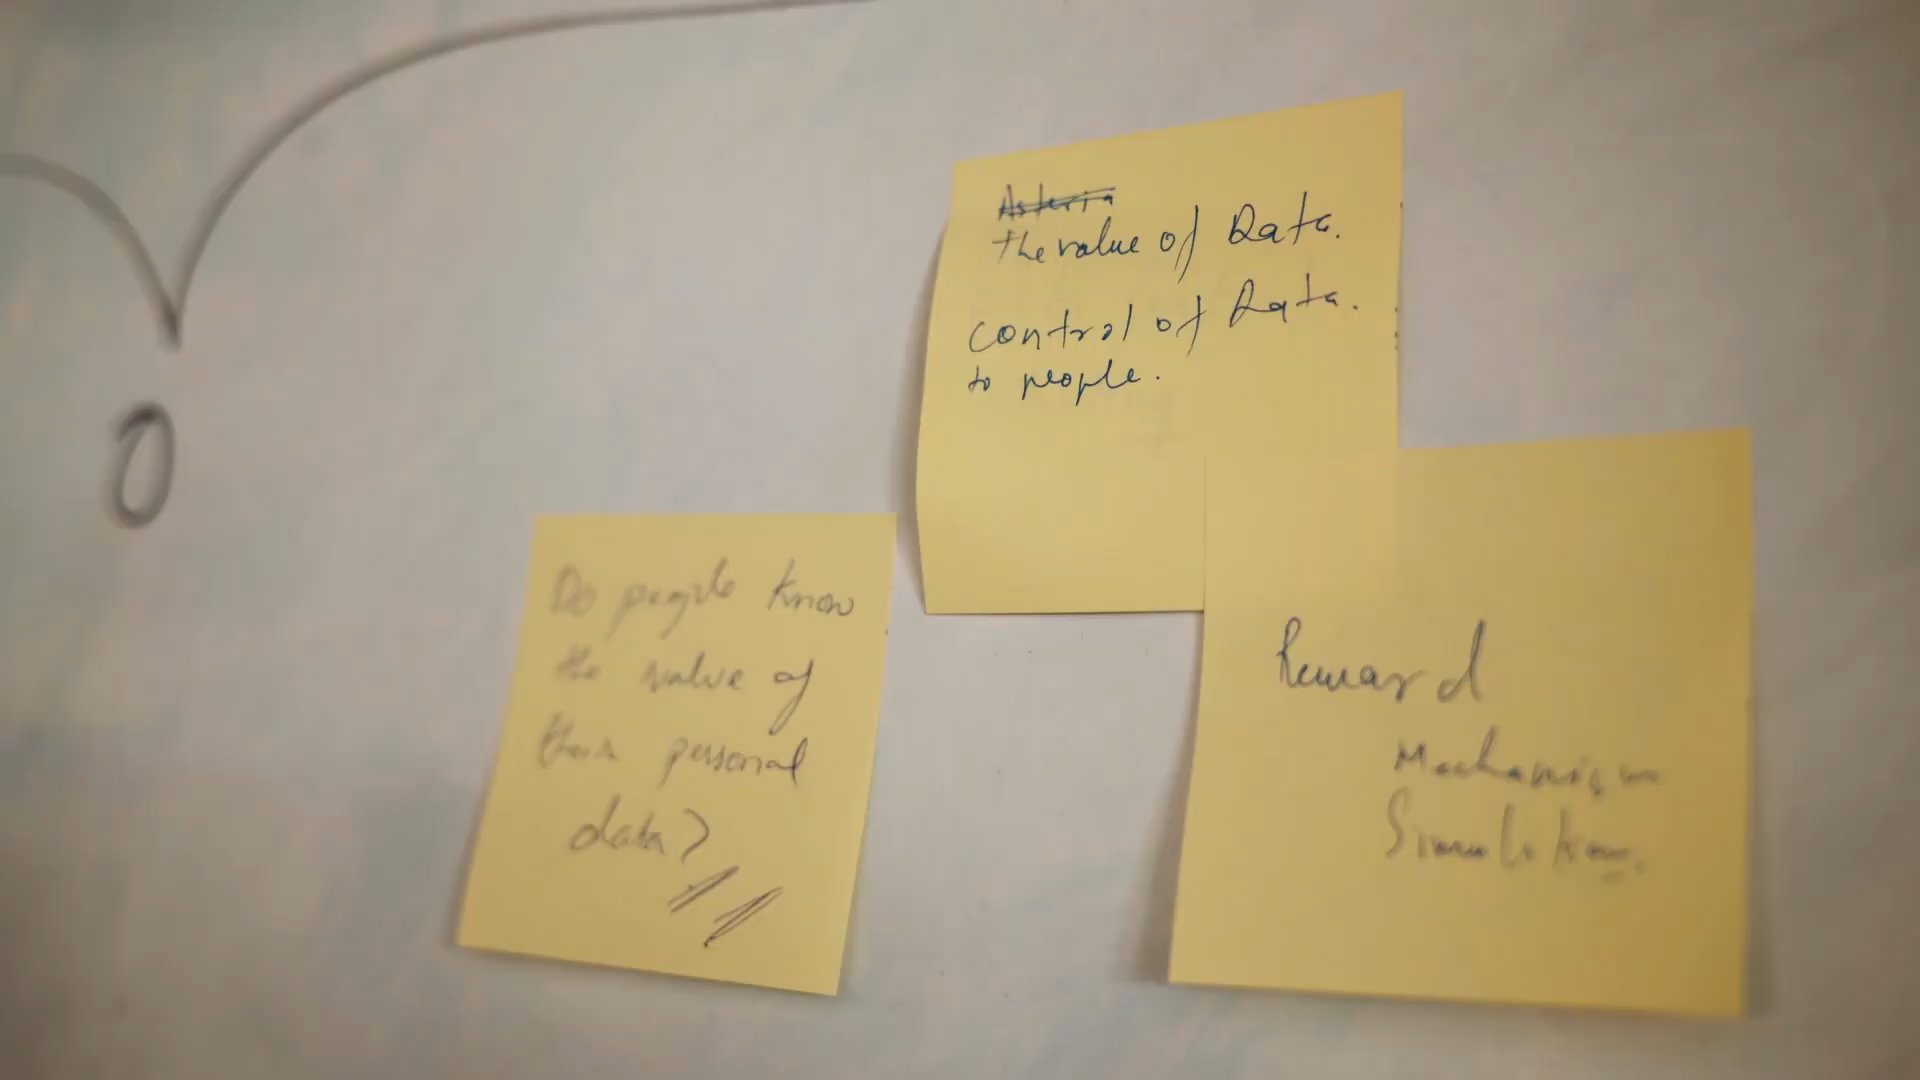 0
the value of Data.
control of Data.
to people.
Do people know
the value of
their personal
data?
Reward
Mechanism
Simulation.